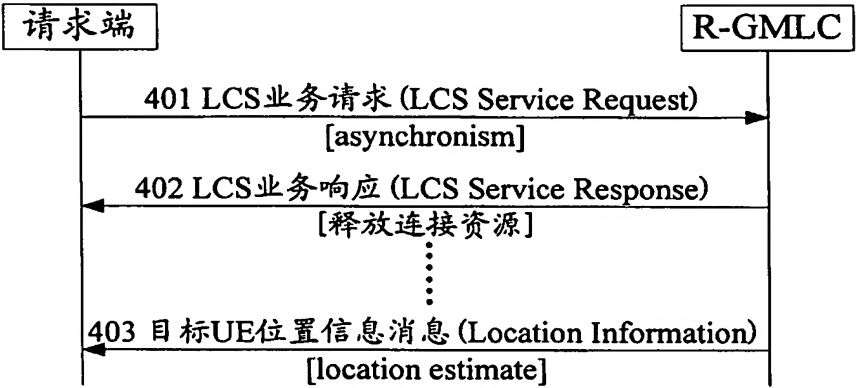 请求端
R-GMLC
401 LCS业务请求 (LCS Service Request)
[asynchronism]
402 LCS业务响应 (LCS Service Response)
[释放连接资源]
403 目标UE位置信息消息 (Location Information)
[location estimate]